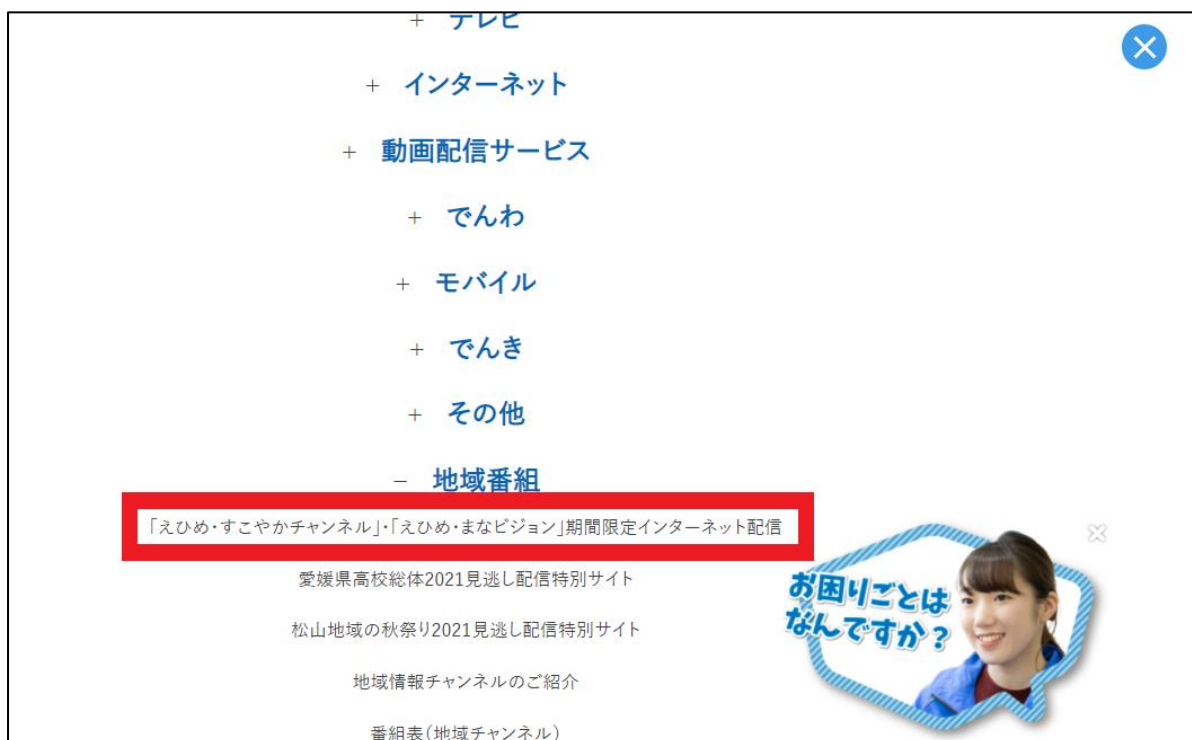 + テレビ
+ インターネット
+ 動画配信サービス
+ でんわ
+ モバイル
+ でんき
+ その他
− 地域番組
「えひめ・すこやかチャンネル」・「えひめ・まなビジョン」期間限定インターネット配信
愛媛県高校総体2021見逃し配信特別サイト
松山地域の秋祭り2021見逃し配信特別サイト
地域情報チャンネルのご紹介
番組表(地域チャンネル)
お困りごとは
なんですか?